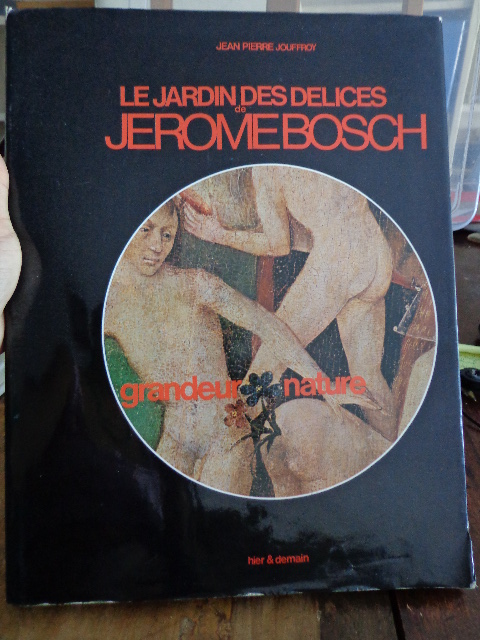 JEAN PIERRE JOUFFROY
LE JARDIN DES DELICES
de
JEROME BOSCH
grandeur nature
hier & demain